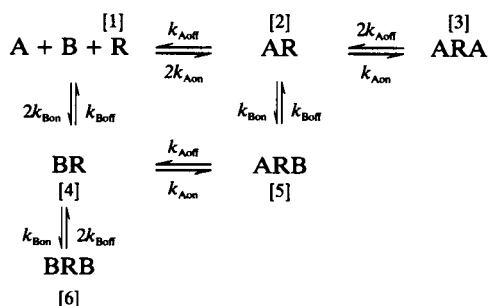 [1] k_Aoff [2] 2k_Aoff [3]
A + B + R AR ARA
2k_Aon k_Aon
2k_Bon k_Boff k_Bon k_Boff
k_Aoff
BR ARB
[4] k_Aon [5]
k_Bon 2k_Boff
BRB
[6]